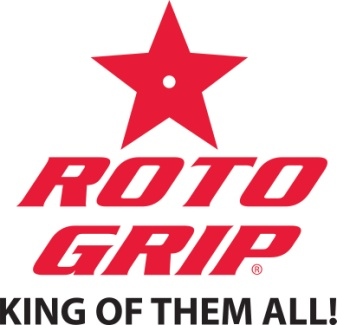 ROTO
GRIP®
KING OF THEM ALL!